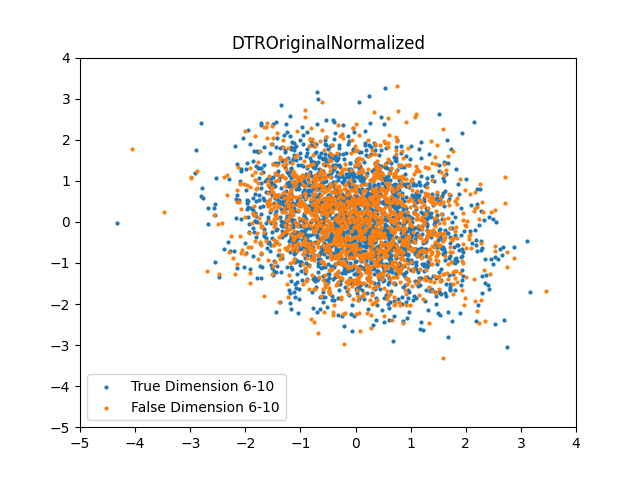 DTROriginalNormalized
4
3
2
1
0
−1
−2
−3
−4
−5
True Dimension 6-10
False Dimension 6-10
−5 −4 −3 −2 −1 0 1 2 3 4